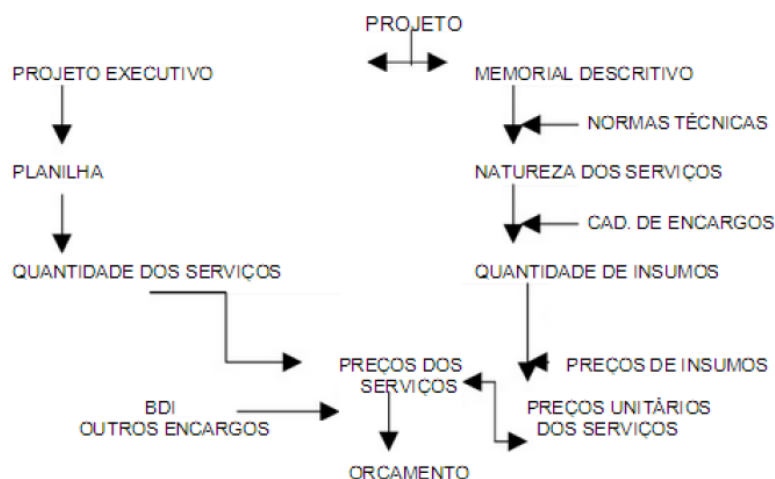 PROJETO
PROJETO EXECUTIVO
MEMORIAL DESCRITIVO
NORMAS TÉCNICAS
PLANILHA
NATUREZA DOS SERVIÇOS
CAD. DE ENCARGOS
QUANTIDADE DOS SERVIÇOS
QUANTIDADE DE INSUMOS
PREÇOS DOS
SERVIÇOS
PREÇOS DE INSUMOS
BDI
OUTROS ENCARGOS
PREÇOS UNITÁRIOS
DOS SERVIÇOS
ORCAMENTO